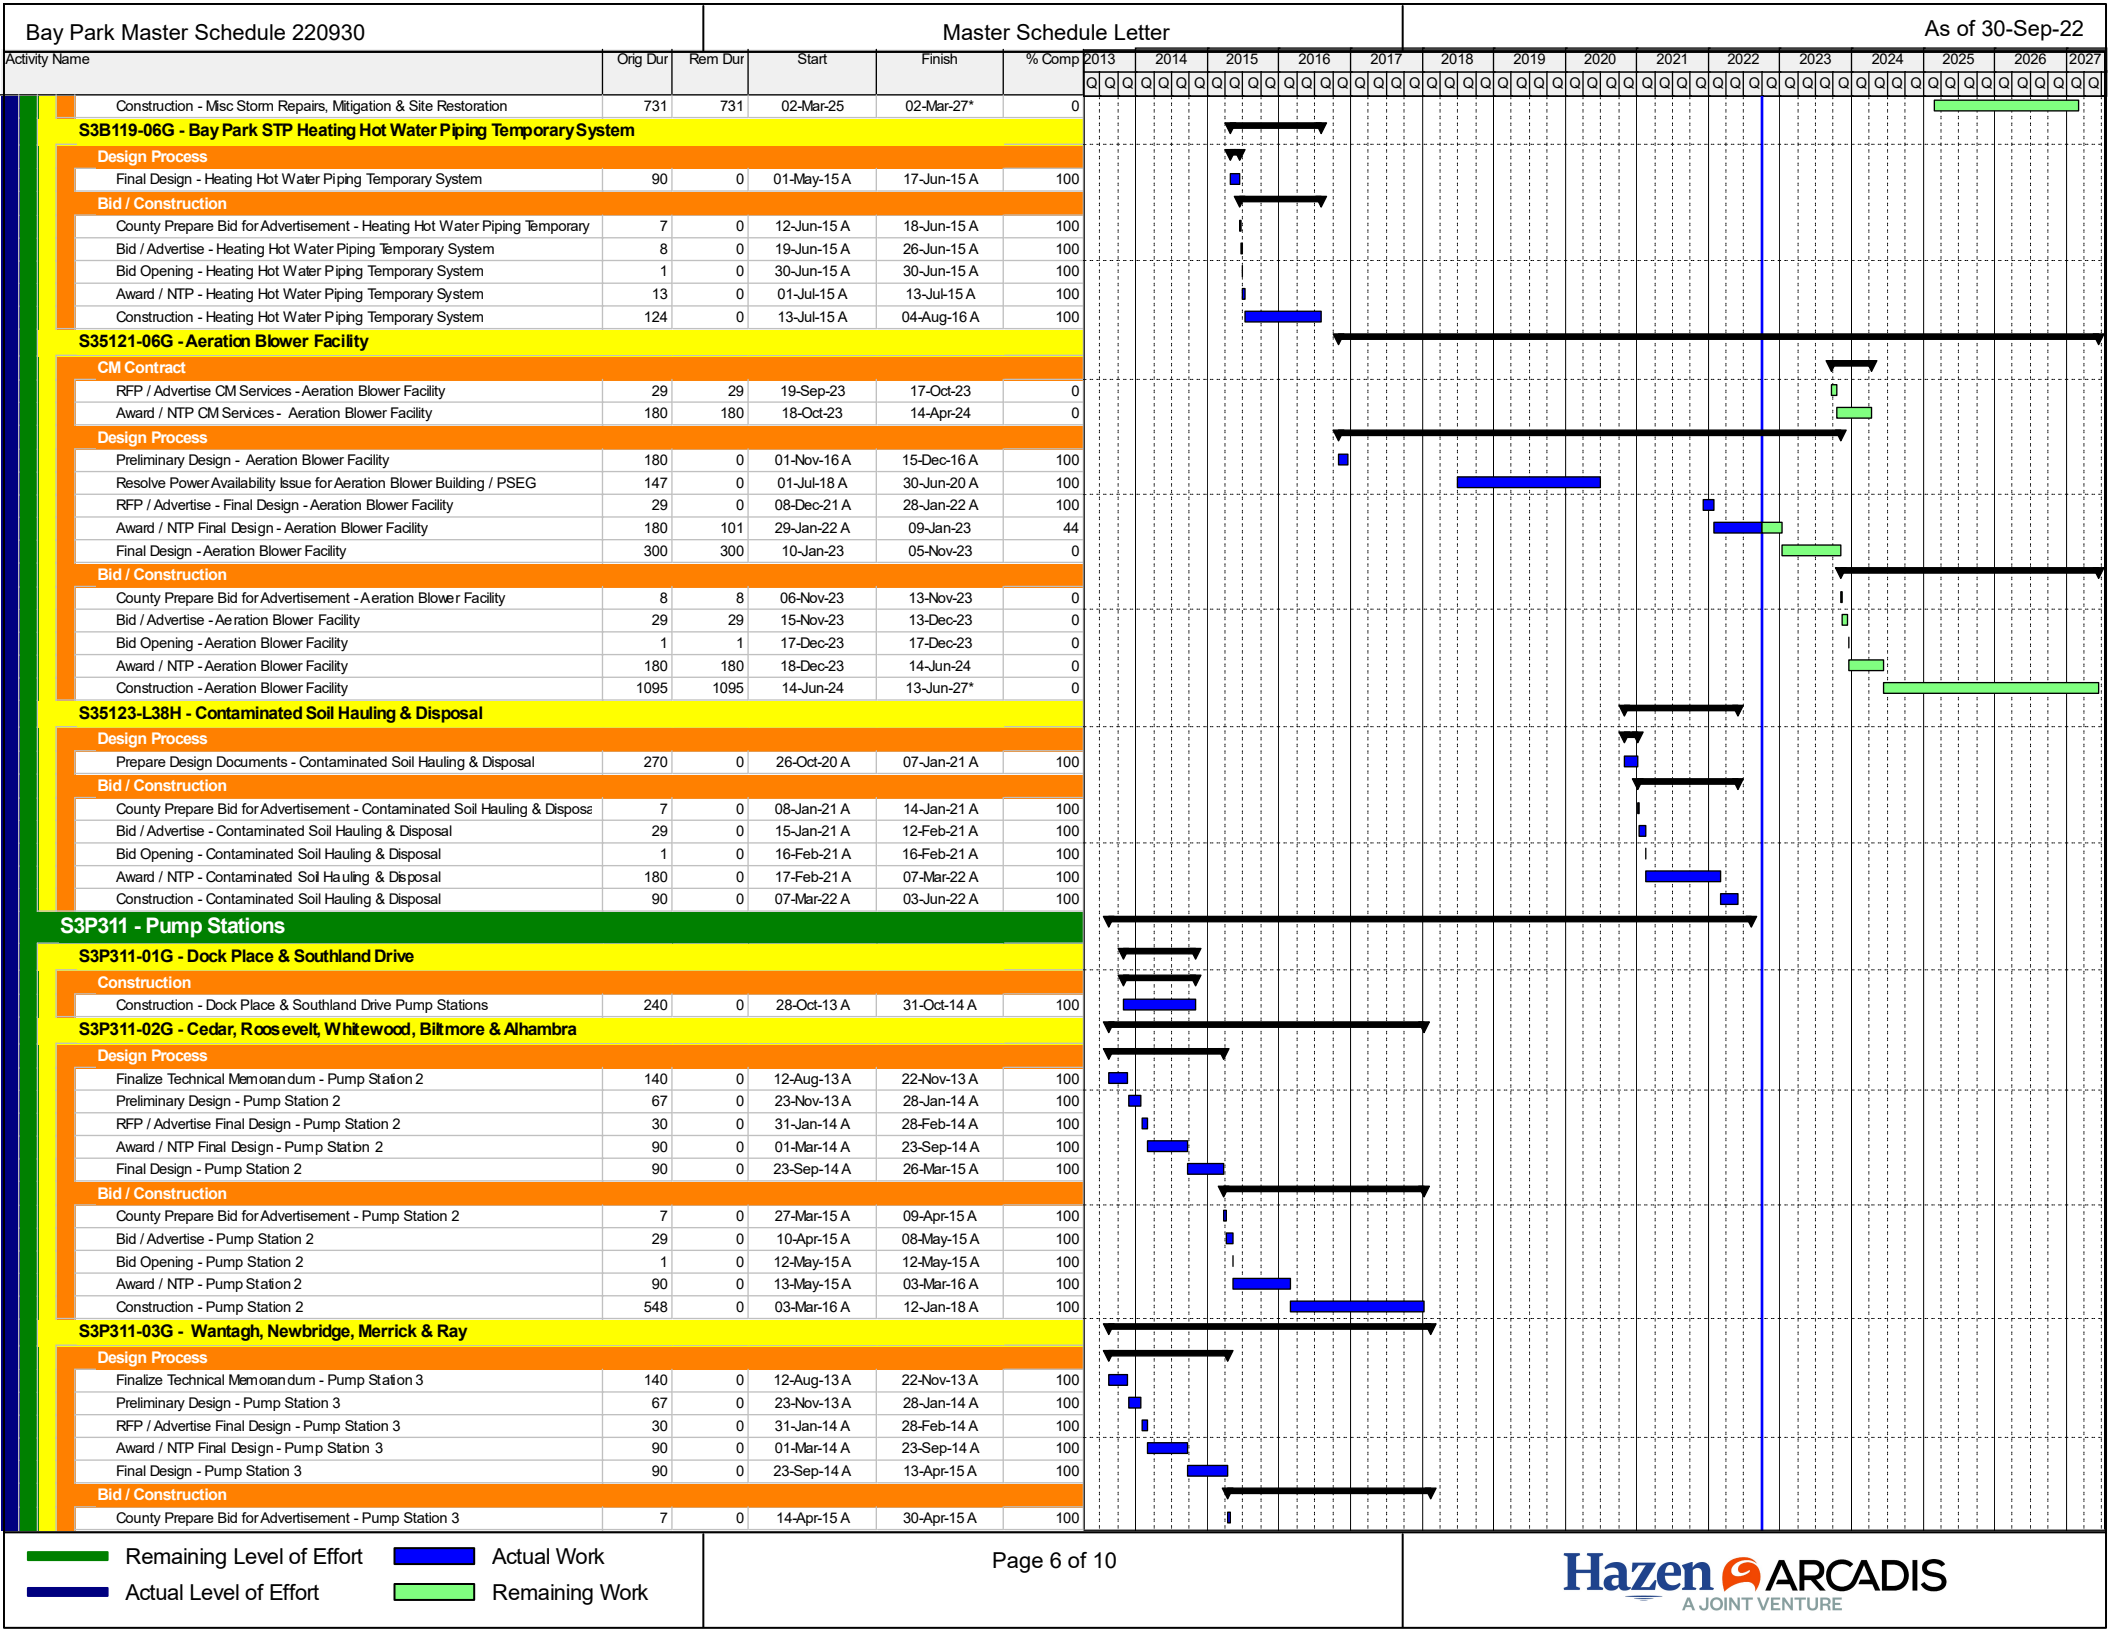 Bay Park Master Schedule 220930 Master Schedule Letter As of 30-Sep-22
Activity Name Orig Dur Rem Dur Start Finish % Comp 2013 2014 2015 2016 2017 2018 2019 2020 2021 2022 2023 2024 2025 2026 2027
Q Q Q Q Q Q Q Q Q Q Q Q Q Q Q Q Q Q Q Q Q Q Q Q Q Q Q Q Q Q Q Q Q Q Q Q Q Q Q Q Q Q Q Q Q Q Q Q Q Q Q Q Q Q Q Q Q
Construction - Misc Storm Repairs, Mitigation & Site Restoration 731 731 02-Mar-25 02-Mar-27* 0
S3B119-06G - Bay Park STP Heating Hot Water Piping Temporary System
Design Process
Final Design - Heating Hot Water Piping Temporary System 90 0 01-May-15 A 17-Jun-15 A 100
Bid / Construction
County Prepare Bid for Advertisement - Heating Hot Water Piping Temporary 7 0 12-Jun-15 A 18-Jun-15 A 100
Bid / Advertise - Heating Hot Water Piping Temporary System 8 0 19-Jun-15 A 26-Jun-15 A 100
Bid Opening - Heating Hot Water Piping Temporary System 1 0 30-Jun-15 A 30-Jun-15 A 100
Award / NTP - Heating Hot Water Piping Temporary System 13 0 01-Jul-15 A 13-Jul-15 A 100
Construction - Heating Hot Water Piping Temporary System 124 0 13-Jul-15 A 04-Aug-16 A 100
S35121-06G - Aeration Blower Facility
CM Contract
RFP / Advertise CM Services - Aeration Blower Facility 29 29 19-Sep-23 17-Oct-23 0
Award / NTP CM Services - Aeration Blower Facility 180 180 18-Oct-23 14-Apr-24 0
Design Process
Preliminary Design - Aeration Blower Facility 180 0 01-Nov-16 A 15-Dec-16 A 100
Resolve Power Availability Issue for Aeration Blower Building / PSEG 147 0 01-Jul-18 A 30-Jun-20 A 100
RFP / Advertise - Final Design - Aeration Blower Facility 29 0 08-Dec-21 A 28-Jan-22 A 100
Award / NTP Final Design - Aeration Blower Facility 180 101 29-Jan-22 A 09-Jan-23 44
Final Design - Aeration Blower Facility 300 300 10-Jan-23 05-Nov-23 0
Bid / Construction
County Prepare Bid for Advertisement - Aeration Blower Facility 8 8 06-Nov-23 13-Nov-23 0
Bid / Advertise - Aeration Blower Facility 29 29 15-Nov-23 13-Dec-23 0
Bid Opening - Aeration Blower Facility 1 1 17-Dec-23 17-Dec-23 0
Award / NTP - Aeration Blower Facility 180 180 18-Dec-23 14-Jun-24 0
Construction - Aeration Blower Facility 1095 1095 14-Jun-24 13-Jun-27* 0
S35123-L38H - Contaminated Soil Hauling & Disposal
Design Process
Prepare Design Documents - Contaminated Soil Hauling & Disposal 270 0 26-Oct-20 A 07-Jan-21 A 100
Bid / Construction
County Prepare Bid for Advertisement - Contaminated Soil Hauling & Disposa 7 0 08-Jan-21 A 14-Jan-21 A 100
Bid / Advertise - Contaminated Soil Hauling & Disposal 29 0 15-Jan-21 A 12-Feb-21 A 100
Bid Opening - Contaminated Soil Hauling & Disposal 1 0 16-Feb-21 A 16-Feb-21 A 100
Award / NTP - Contaminated Soil Hauling & Disposal 180 0 17-Feb-21 A 07-Mar-22 A 100
Construction - Contaminated Soil Hauling & Disposal 90 0 07-Mar-22 A 03-Jun-22 A 100
S3P311 - Pump Stations
S3P311-01G - Dock Place & Southland Drive
Construction
Construction - Dock Place & Southland Drive Pump Stations 240 0 28-Oct-13 A 31-Oct-14 A 100
S3P311-02G - Cedar, Roosevelt, Whitewood, Biltmore & Alhambra
Design Process
Finalize Technical Memorandum - Pump Station 2 140 0 12-Aug-13 A 22-Nov-13 A 100
Preliminary Design - Pump Station 2 67 0 23-Nov-13 A 28-Jan-14 A 100
RFP / Advertise Final Design - Pump Station 2 30 0 31-Jan-14 A 28-Feb-14 A 100
Award / NTP Final Design - Pump Station 2 90 0 01-Mar-14 A 23-Sep-14 A 100
Final Design - Pump Station 2 90 0 23-Sep-14 A 26-Mar-15 A 100
Bid / Construction
County Prepare Bid for Advertisement - Pump Station 2 7 0 27-Mar-15 A 09-Apr-15 A 100
Bid / Advertise - Pump Station 2 29 0 10-Apr-15 A 08-May-15 A 100
Bid Opening - Pump Station 2 1 0 12-May-15 A 12-May-15 A 100
Award / NTP - Pump Station 2 90 0 13-May-15 A 03-Mar-16 A 100
Construction - Pump Station 2 548 0 03-Mar-16 A 12-Jan-18 A 100
S3P311-03G - Wantagh, Newbridge, Merrick & Ray
Design Process
Finalize Technical Memorandum - Pump Station 3 140 0 12-Aug-13 A 22-Nov-13 A 100
Preliminary Design - Pump Station 3 67 0 23-Nov-13 A 28-Jan-14 A 100
RFP / Advertise Final Design - Pump Station 3 30 0 31-Jan-14 A 28-Feb-14 A 100
Award / NTP Final Design - Pump Station 3 90 0 01-Mar-14 A 23-Sep-14 A 100
Final Design - Pump Station 3 90 0 23-Sep-14 A 13-Apr-15 A 100
Bid / Construction
County Prepare Bid for Advertisement - Pump Station 3 7 0 14-Apr-15 A 30-Apr-15 A 100
Remaining Level of Effort Actual Work
Actual Level of Effort Remaining Work
Page 6 of 10
Hazen ARCADIS
A JOINT VENTURE